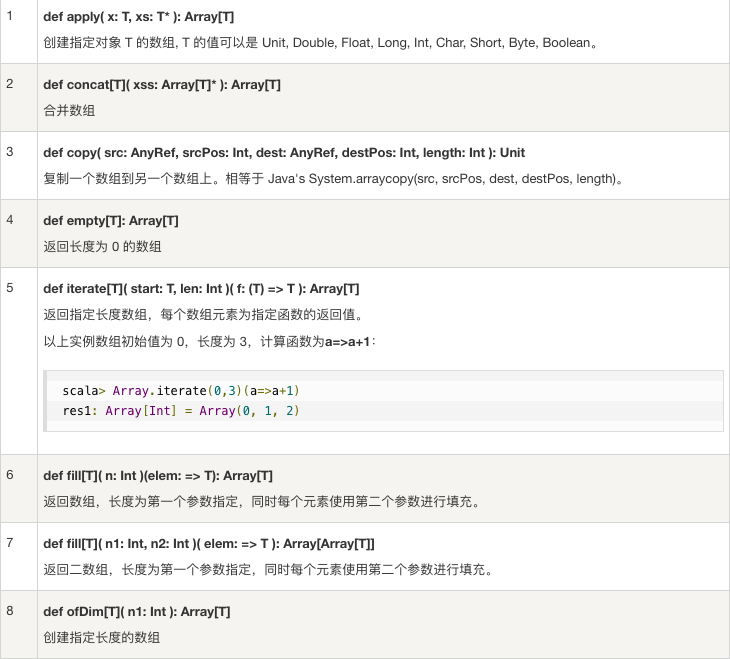 1
def apply( x: T, xs: T* ): Array[T]
创建指定对象 T 的数组, T 的值可以是 Unit, Double, Float, Long, Int, Char, Short, Byte, Boolean。
2
def concat[T]( xss: Array[T]* ): Array[T]
合并数组
3
def copy( src: AnyRef, srcPos: Int, dest: AnyRef, destPos: Int, length: Int ): Unit
复制一个数组到另一个数组上。相等于 Java's System.arraycopy(src, srcPos, dest, destPos, length)。
4
def empty[T]: Array[T]
返回长度为 0 的数组
5
def iterate[T]( start: T, len: Int )( f: (T) => T ): Array[T]
返回指定长度数组，每个数组元素为指定函数的返回值。
以上实例数组初始值为 0，长度为 3，计算函数为a=>a+1：
scala> Array.iterate(0,3)(a=>a+1)
res1: Array[Int] = Array(0, 1, 2)
6
def fill[T]( n: Int )(elem: => T): Array[T]
返回数组，长度为第一个参数指定，同时每个元素使用第二个参数进行填充。
7
def fill[T]( n1: Int, n2: Int )( elem: => T ): Array[Array[T]]
返回二数组，长度为第一个参数指定，同时每个元素使用第二个参数进行填充。
8
def ofDim[T]( n1: Int ): Array[T]
创建指定长度的数组